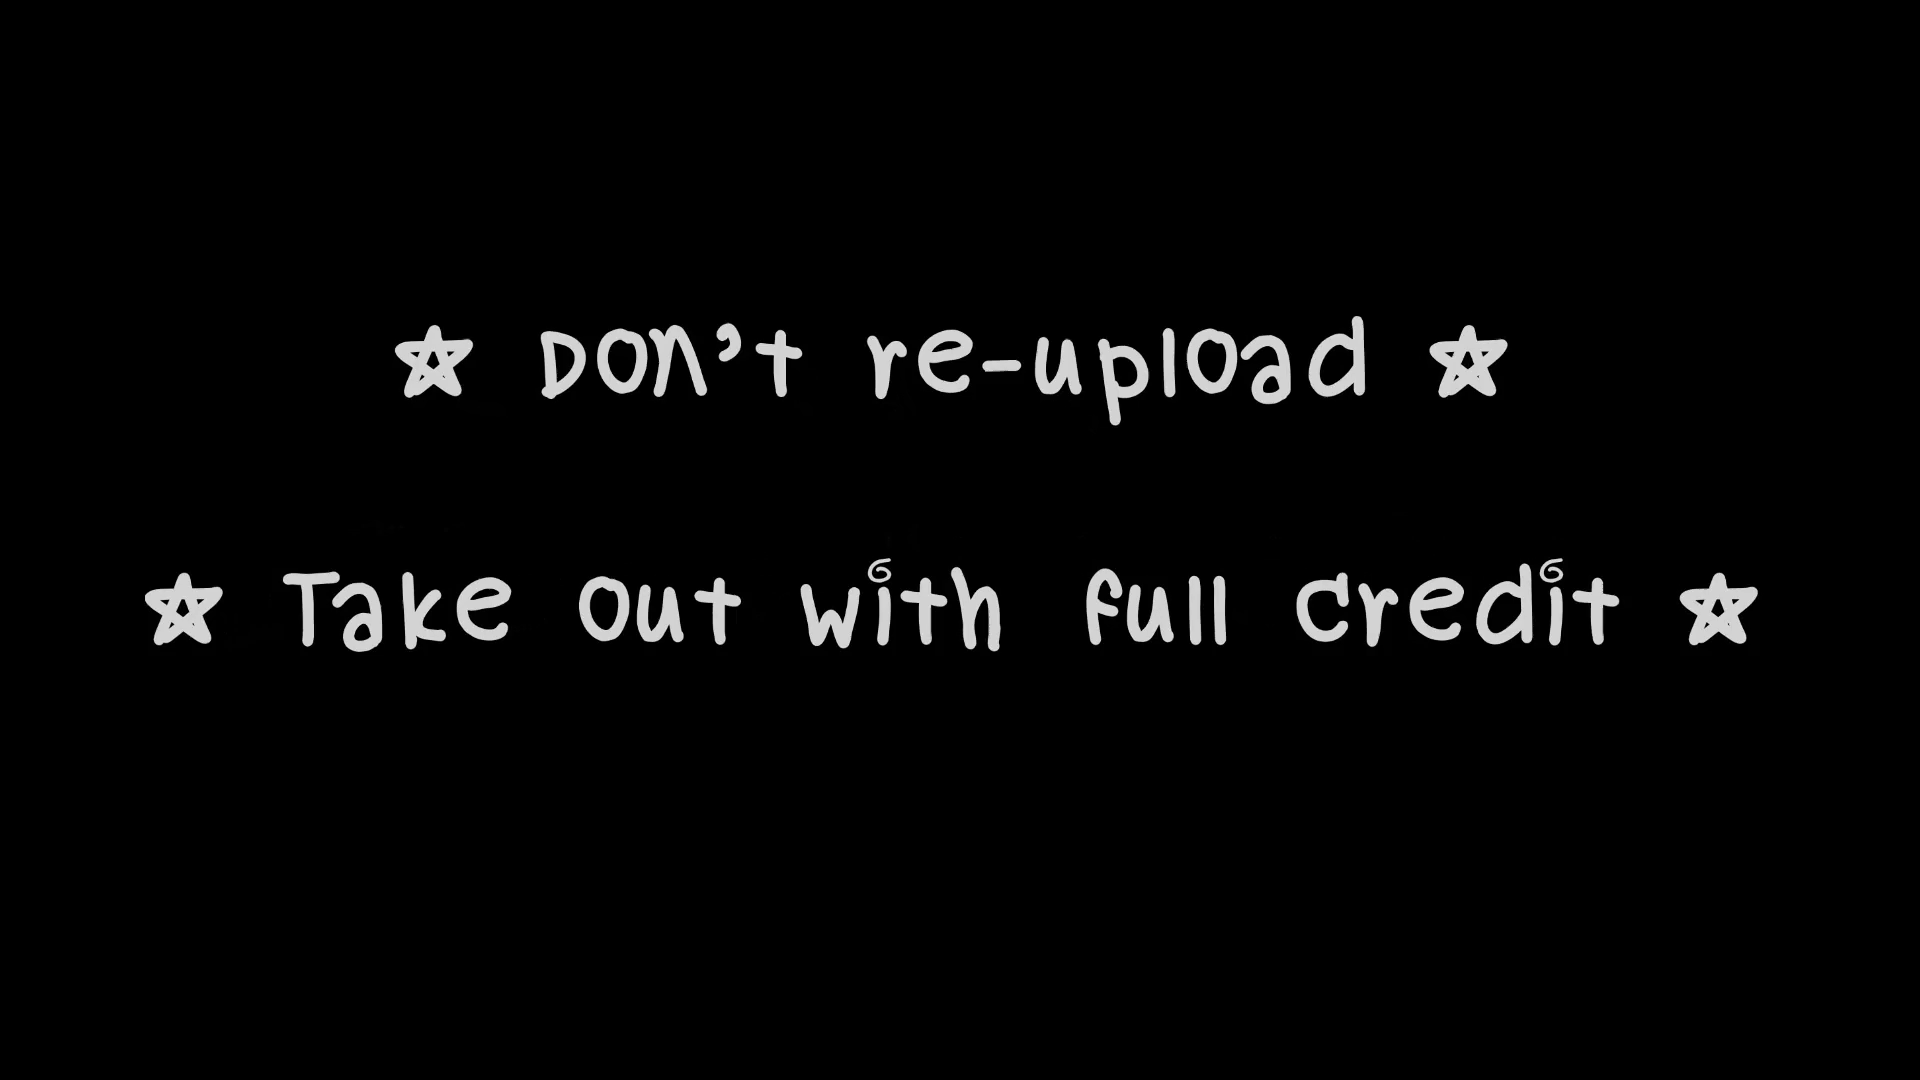 ☆ Don't re-upload ☆
☆ Take out with full credit ☆